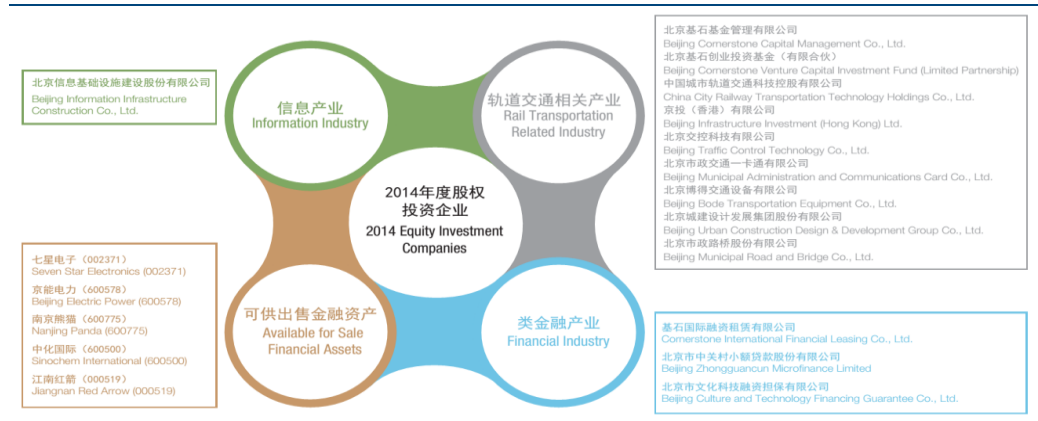 北京信息基础设施建设股份有限公司
Beijing Information Infrastructure
Construction Co., Ltd.
信息产业
Information Industry
轨道交通相关产业
Rail Transportation
Related Industry
北京基石基金管理有限公司
Beijing Cornerstone Capital Management Co., Ltd.
北京基石创业投资基金（有限合伙）
Beijing Cornerstone Venture Capital Investment Fund (Limited Partnership)
中国城市轨道交通科技控股有限公司
China City Railway Transportation Technology Holdings Co., Ltd.
京投（香港）有限公司
Beijing Infrastructure Investment (Hong Kong) Ltd.
北京交控科技有限公司
Beijing Traffic Control Technology Co., Ltd.
北京市政交通一卡通有限公司
Beijing Municipal Administration and Communications Card Co., Ltd.
北京博得交通设备有限公司
Beijing Bode Transportation Equipment Co., Ltd.
北京城建设计发展集团股份有限公司
Beijing Urban Construction Design & Development Group Co., Ltd.
北京市政路桥股份有限公司
Beijing Municipal Road and Bridge Co., Ltd.
2014年度股权
投资企业
2014 Equity Investment
Companies
七星电子（002371）
Seven Star Electronics (002371)
京能电力（600578）
Beijing Electric Power (600578)
南京熊猫（600775）
Nanjing Panda (600775)
中化国际（600500）
Sinochem International (600500)
江南红箭（000519）
Jiangnan Red Arrow (000519)
可供出售金融资产
Available for Sale
Financial Assets
类金融产业
Financial Industry
基石国际融资租赁有限公司
Cornerstone International Financial Leasing Co., Ltd.
北京市中关村小额贷款股份有限公司
Beijing Zhongguancun Microfinance Limited
北京市文化科技融资担保有限公司
Beijing Culture and Technology Financing Guarantee Co., Ltd.